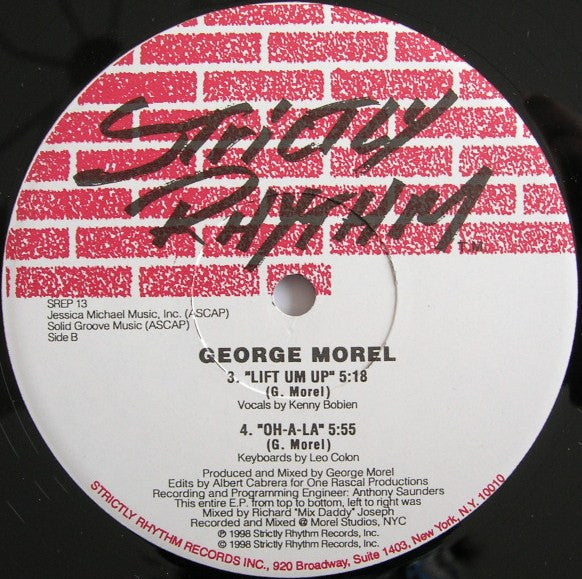 STRICTLY
RHYTHM
T.M.
SREP 13
Jessica Michael Music, Inc. (ASCAP)
Solid Groove Music (ASCAP)
Side B
GEORGE MOREL
3. "LIFT UM UP" 5:18
(G. Morel)
Vocals by Kenny Bobien
4. "OH-A-LA" 5:55
(G. Morel)
Keyboards by Leo Colon
Produced and Mixed by George Morel
Edits by Albert Cabrera for One Rascal Productions
Recording and Programming Engineer: Anthony Saunders
This entire E.P. from top to bottom, left to right was
Mixed by Richard "Mix Daddy" Joseph
Recorded and Mixed @ Morel Studios, NYC
℗ 1998 Strictly Rhythm Records, Inc.
© 1998 Strictly Rhythm Records, Inc.
STRICTLY RHYTHM RECORDS INC., 920 Broadway, Suite 1403, New York, N.Y. 10010